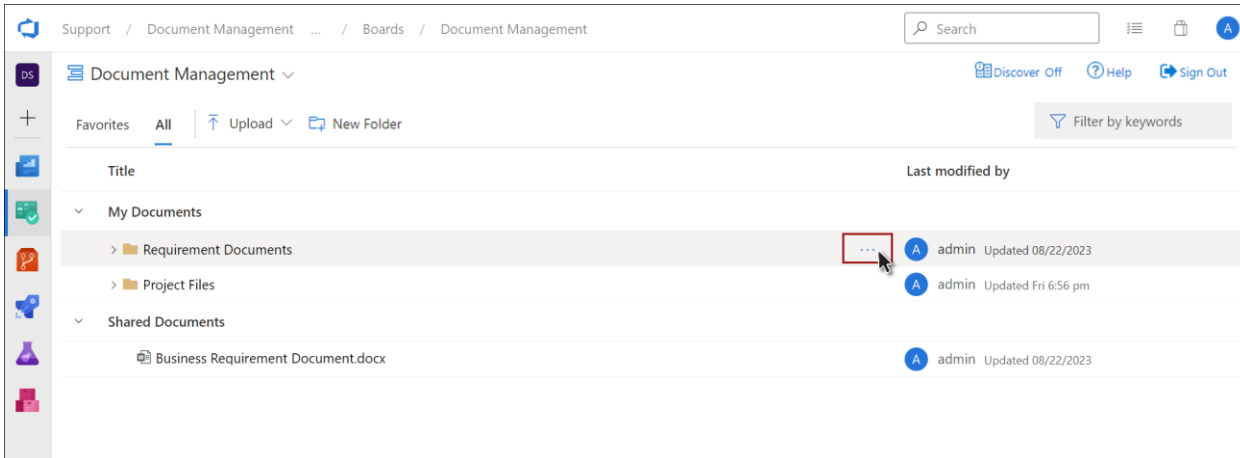 Support / Document Management ... / Boards / Document Management
Search
A
DS
Document Management
Discover Off
Help
Sign Out
Favorites All Upload New Folder
Filter by keywords
Title Last modified by
My Documents
Requirement Documents ... A admin Updated 08/22/2023
Project Files A admin Updated Fri 6:56 pm
Shared Documents
Business Requirement Document.docx A admin Updated 08/22/2023